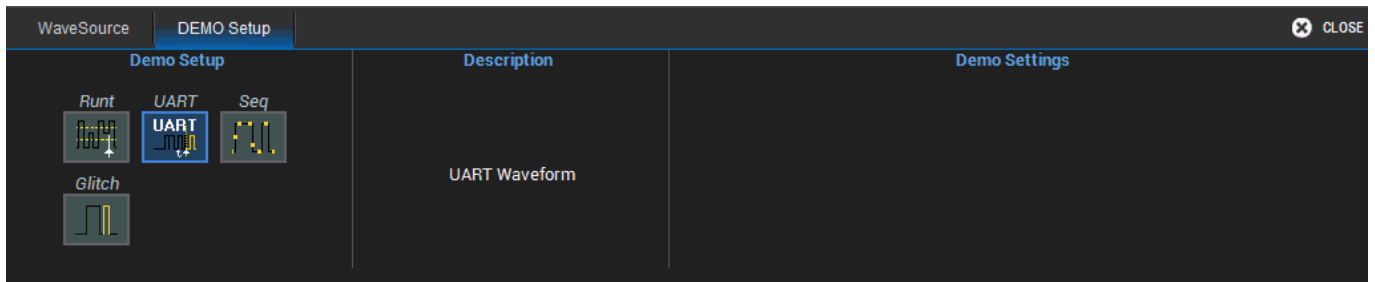 WaveSource
DEMO Setup
CLOSE
Demo Setup
Description
Demo Settings
Runt
UART
Seq
UART
t
Glitch
UART Waveform